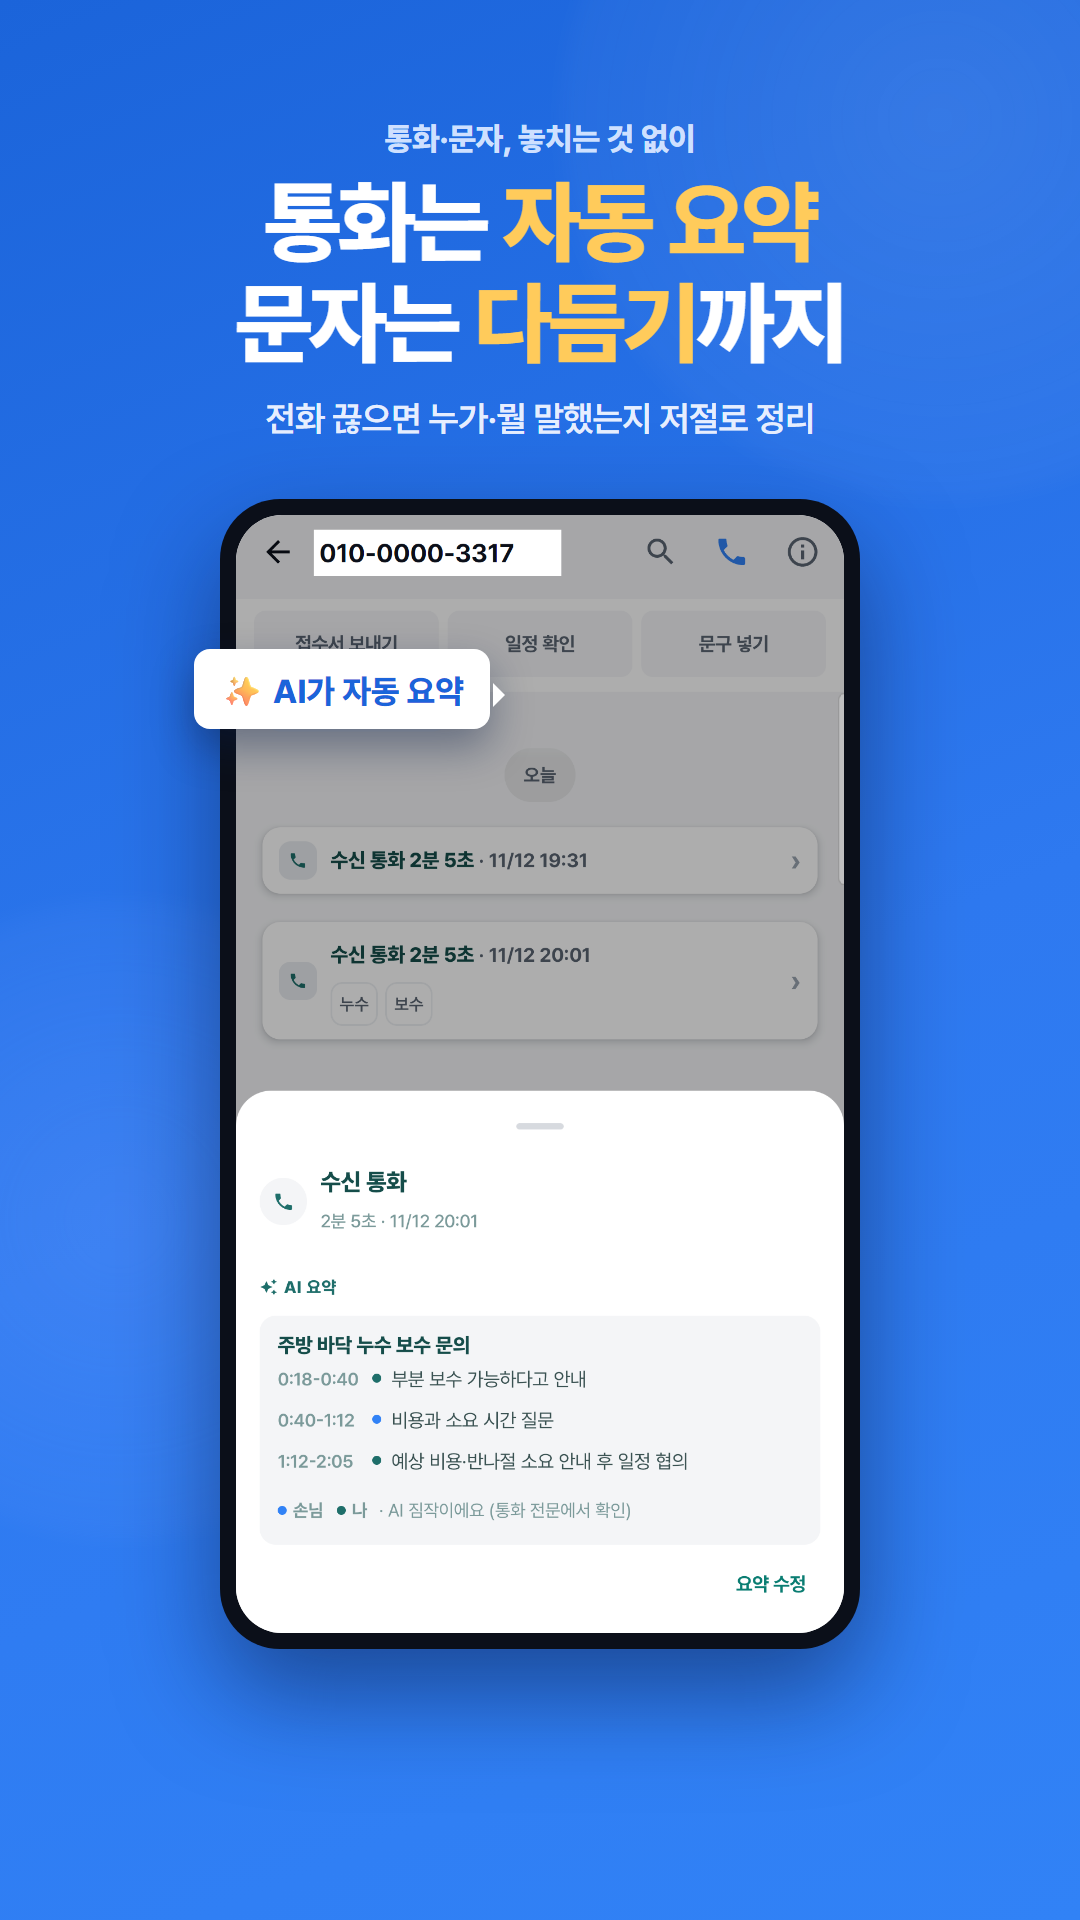 통화·문자, 놓치는 것 없이
통화는 자동 요약
문자는 다듬기까지
전화 끊으면 누가·뭘 말했는지 저절로 정리
010-0000-3317
접수서 보내기
일정 확인
문구 넣기
AI가 자동 요약
오늘
수신 통화 2분 5초 · 11/12 19:31
수신 통화 2분 5초 · 11/12 20:01
누수
보수
수신 통화
2분 5초 · 11/12 20:01
AI 요약
주방 바닥 누수 보수 문의
0:18-0:40 부분 보수 가능하다고 안내
0:40-1:12 비용과 소요 시간 질문
1:12-2:05 예상 비용·반나절 소요 안내 후 일정 협의
손님 나 · AI 짐작이에요 (통화 전문에서 확인)
요약 수정